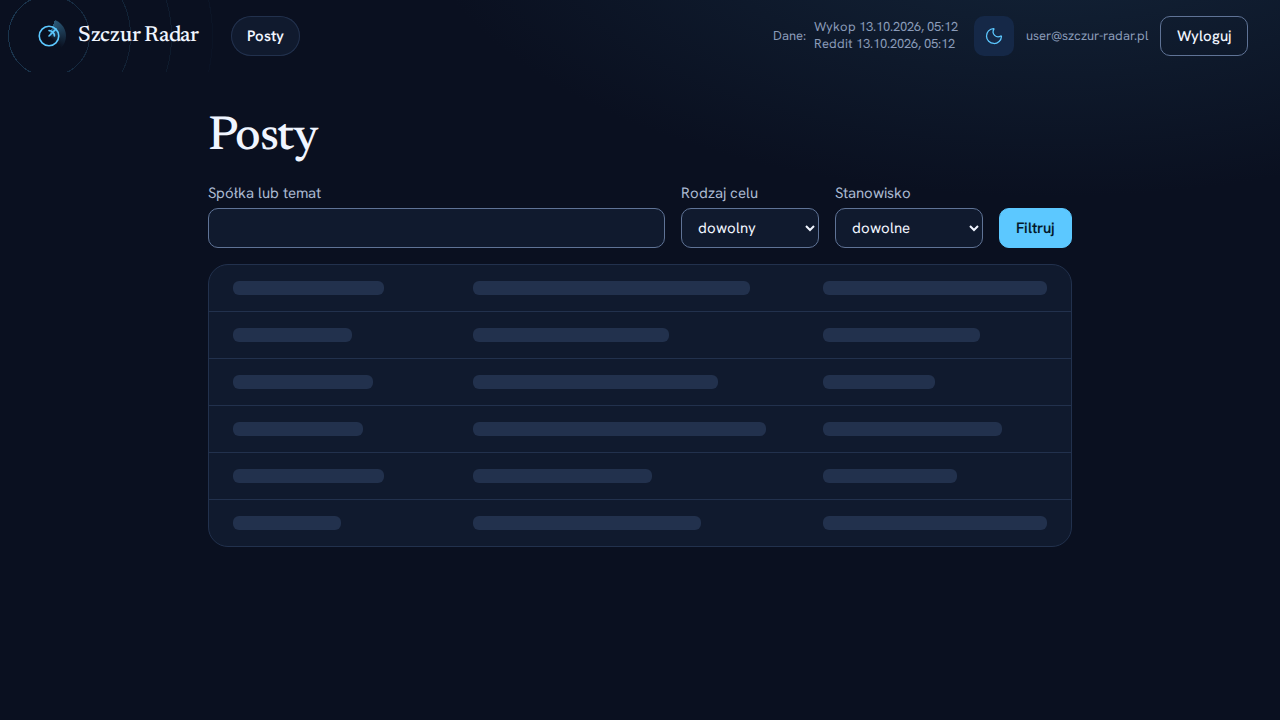 Szczur Radar
Posty
Dane:
Wykop 13.10.2026, 05:12
Reddit 13.10.2026, 05:12
user@szczur-radar.pl
Wyloguj
Posty
Spółka lub temat
Rodzaj celu
Stanowisko
dowolny
dowolne
Filtruj